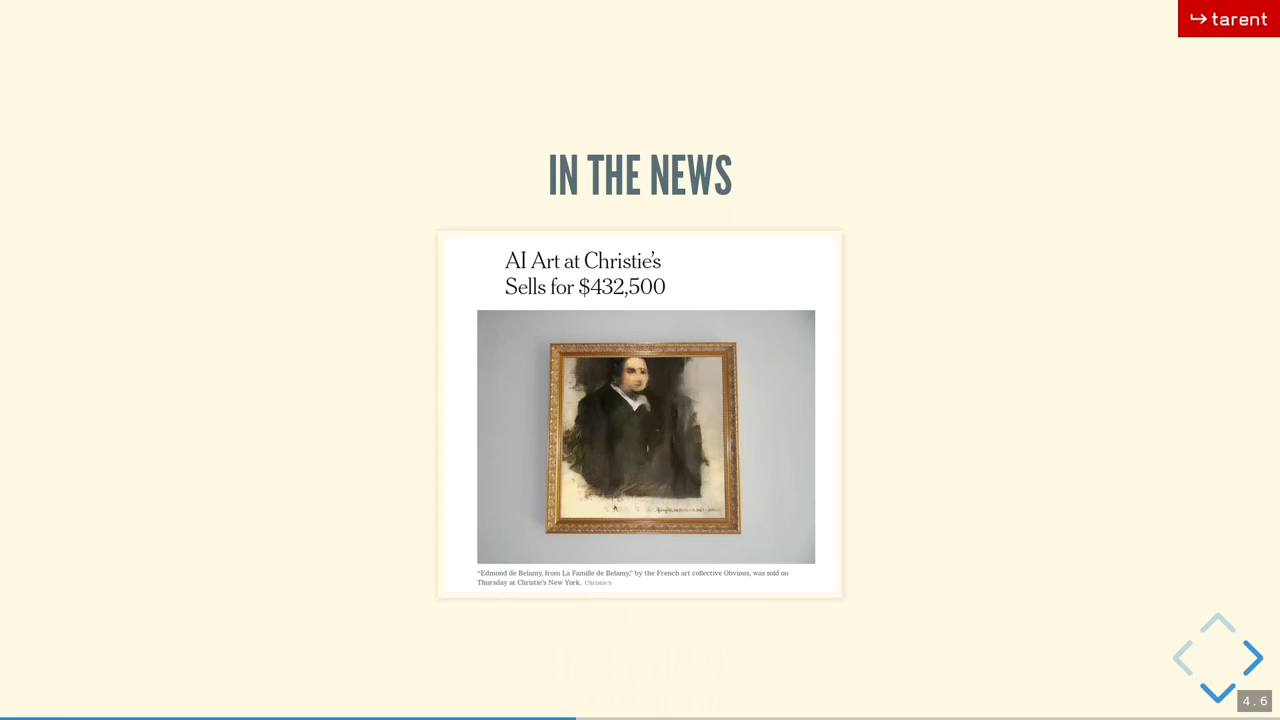 ↪ tarent
IN THE NEWS
AI Art at Christie's
Sells for $432,500
“Edmond de Belamy, from La Famille de Belamy,” by the French art collective Obvious, was sold on
Thursday at Christie's New York. Christie's
4.6